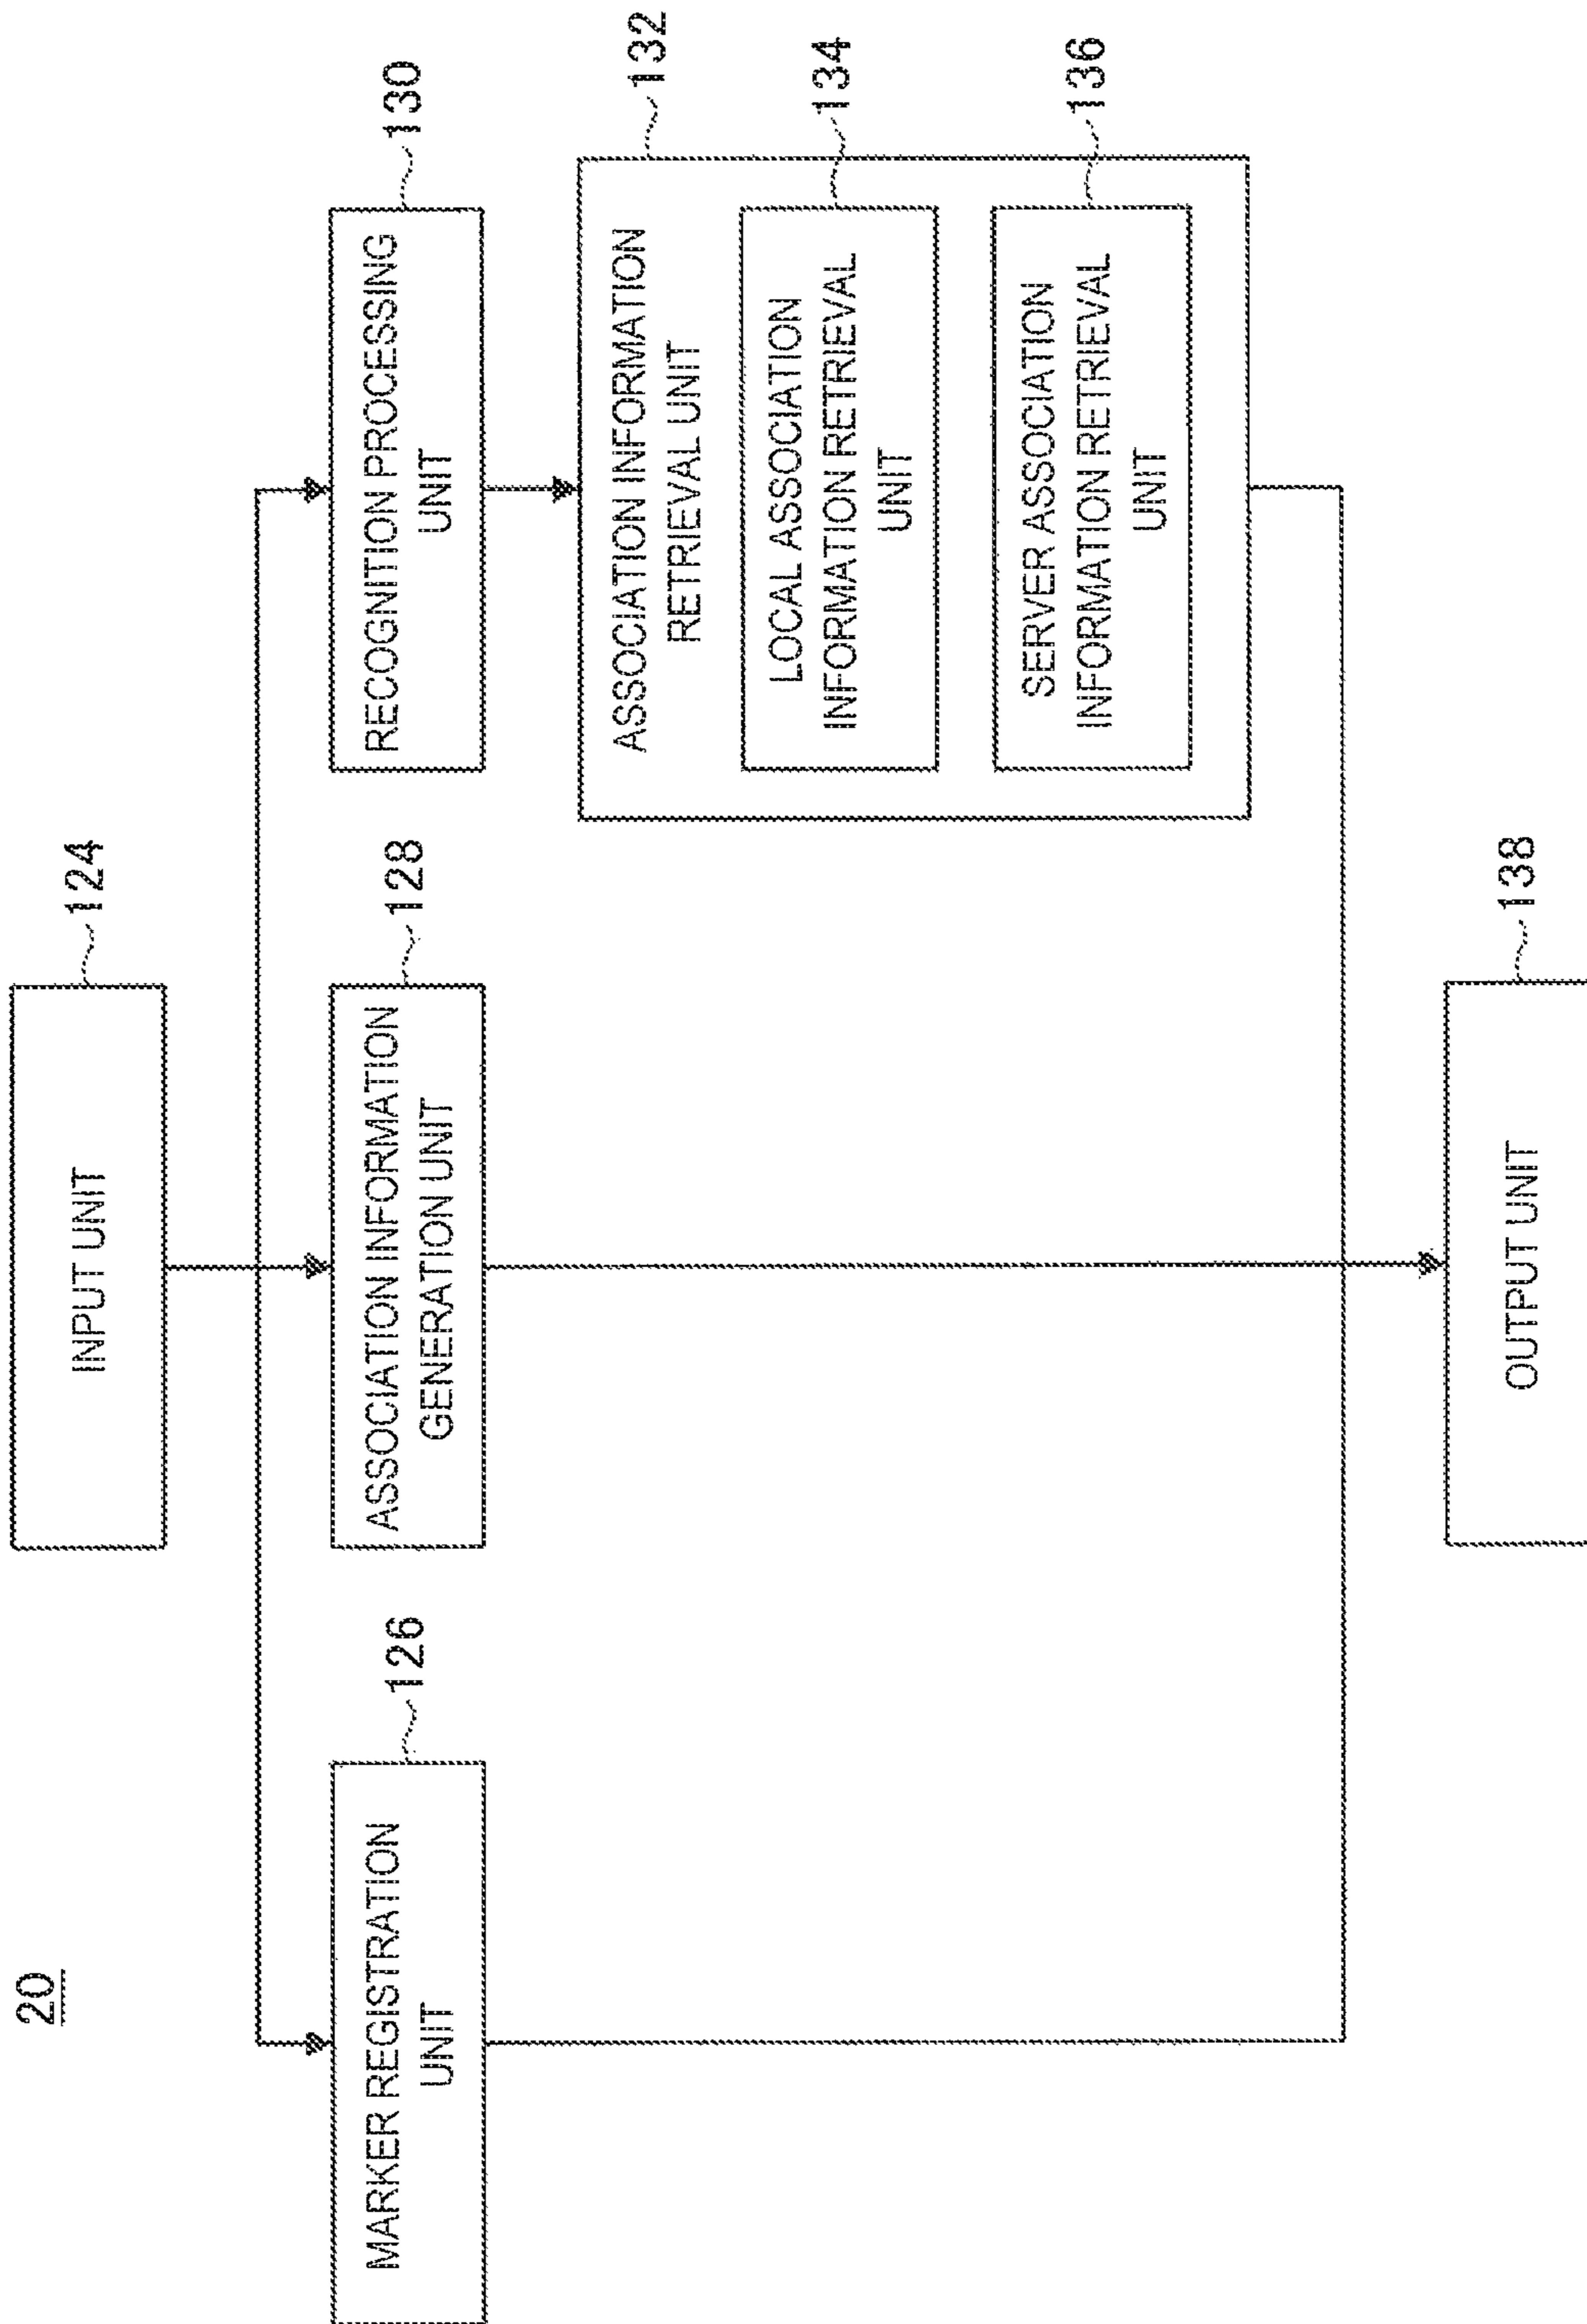 20
INPUT UNIT
124
MARKER REGISTRATION
UNIT
126
ASSOCIATION INFORMATION
GENERATION UNIT
128
RECOGNITION PROCESSING
UNIT
130
ASSOCIATION INFORMATION
RETRIEVAL UNIT
132
LOCAL ASSOCIATION
INFORMATION RETRIEVAL
UNIT
134
SERVER ASSOCIATION
INFORMATION RETRIEVAL
UNIT
136
OUTPUT UNIT
138